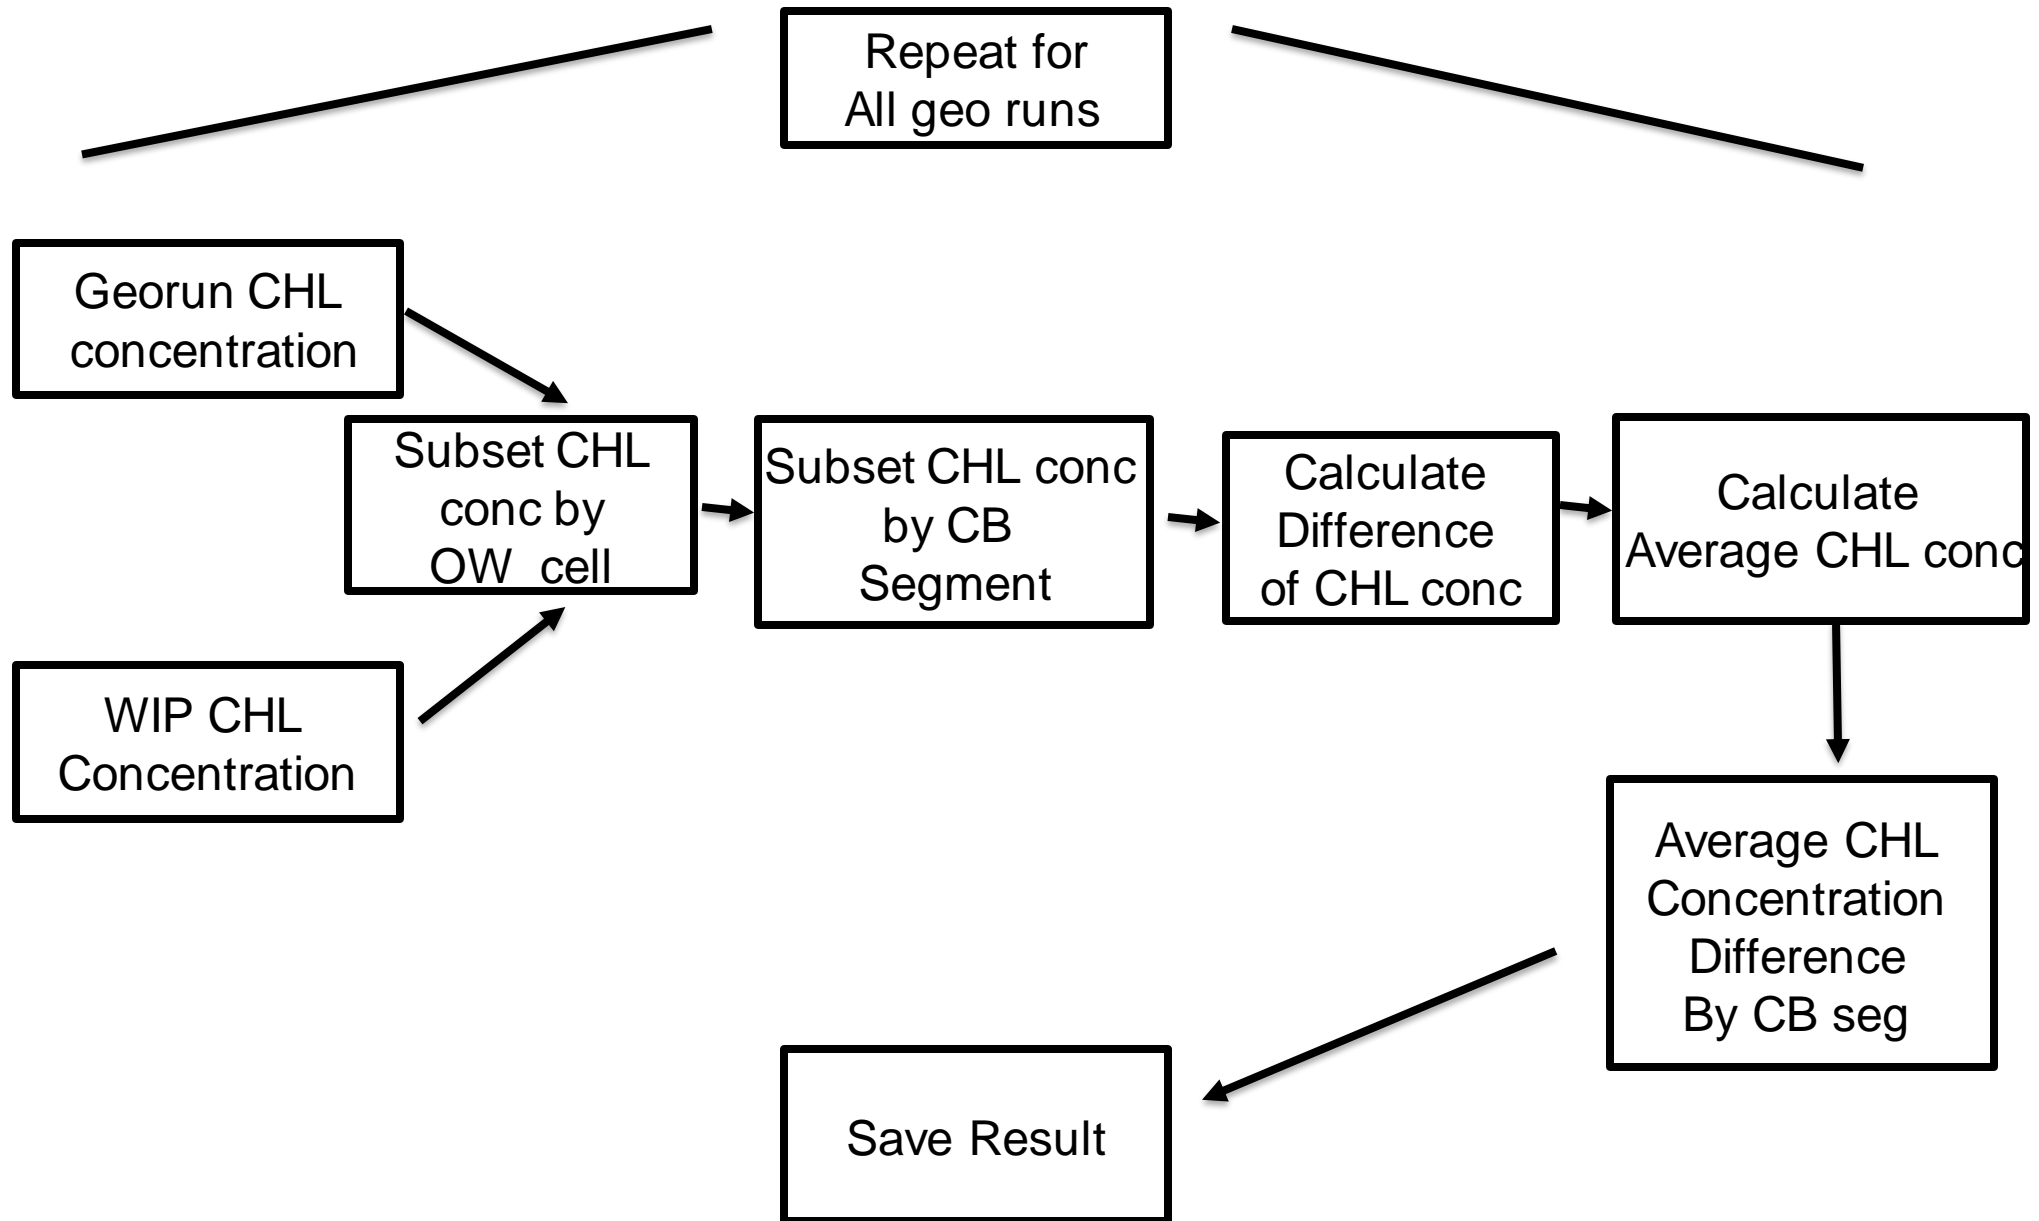 Repeat for
All geo runs
Georun CHL
concentration
Subset CHL
conc by
OW cell
Subset CHL conc
by CB
Segment
Calculate
Difference
of CHL conc
Calculate
Average CHL conc
WIP CHL
Concentration
Average CHL
Concentration
Difference
By CB seg
Save Result